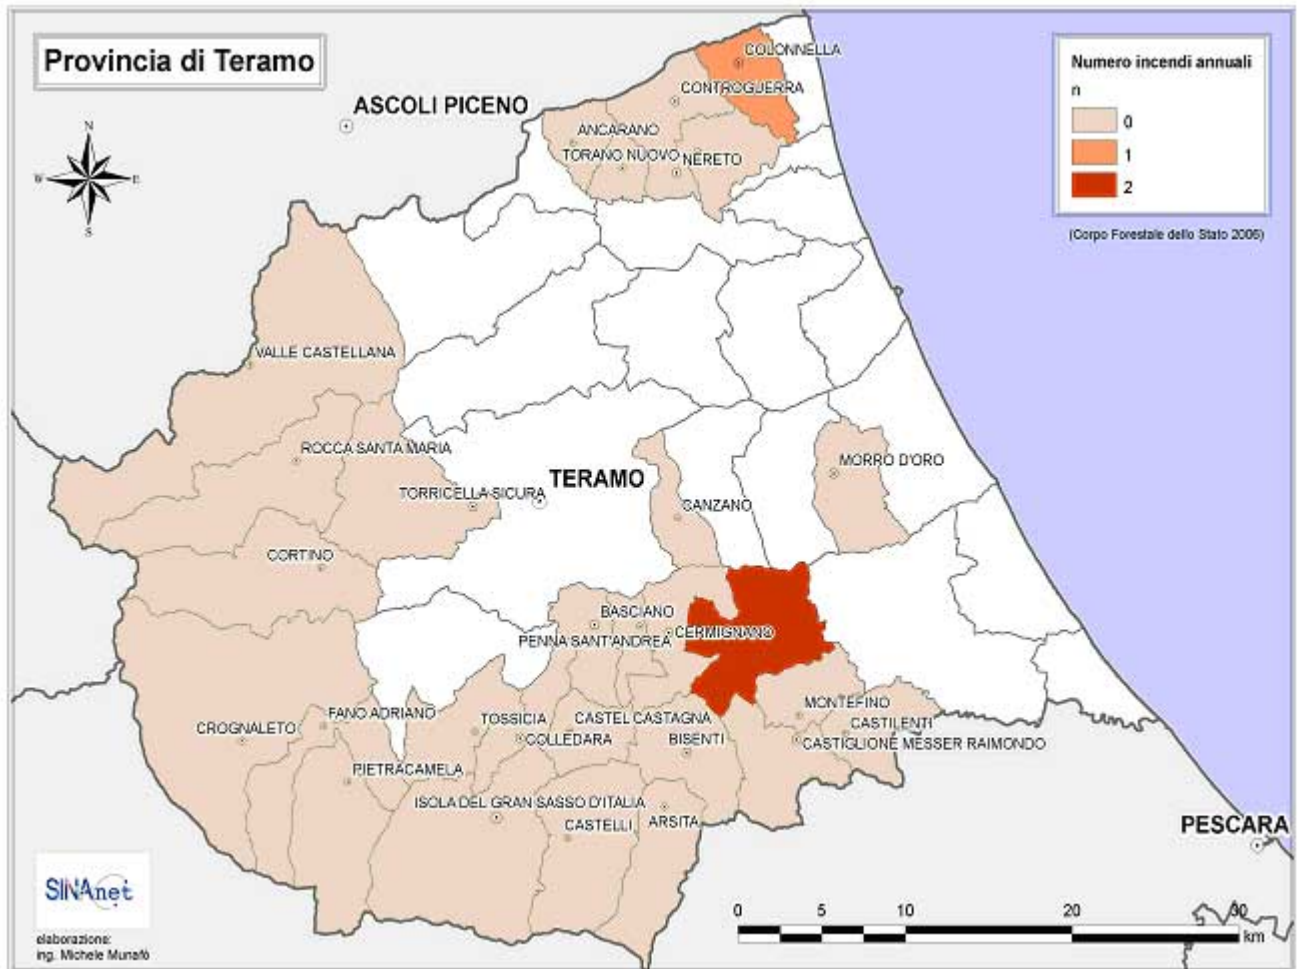 Provincia di Teramo
ASCOLI PICENO
COLONNELLA
CONTROGUERRA
ANCARANO
TORANO NUOVO
NERETO
Numero incendi annuali
n
0
1
2
(Corpo Forestale dello Stato 2006)
N
W
E
S
VALLE CASTELLANA
ROCCA SANTA MARIA
TORRICELLA SICURA
TERAMO
MORRO D'ORO
CANZANO
CORTINO
BASCIANO
PENNA SANT'ANDREA
CERMIGNANO
CROGNALETO
FANO ADRIANO
TOSSICIA
CASTEL CASTAGNA
MONTEFINO
CASTILENTI
COLLEDARA
BISENTI
CASTIGLIONE MESSER RAIMONDO
PIETRACAMELA
ISOLA DEL GRAN SASSO D'ITALIA
CASTELLI
ARSITA
PESCARA
SINAnet
elaborazione:
ing. Michele Munafò
0 5 10 20 30
km